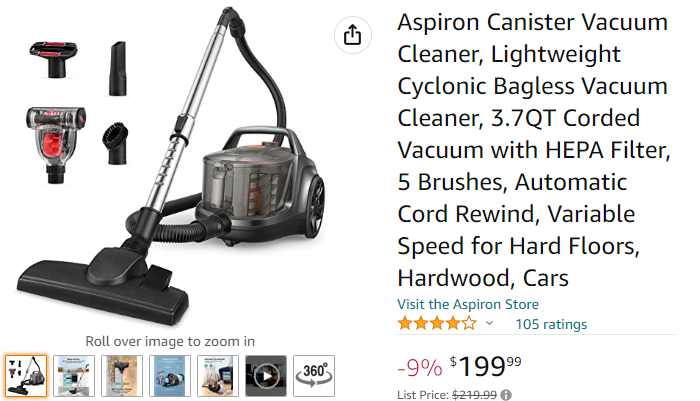 Aspiron Canister Vacuum
Cleaner, Lightweight
Cyclonic Bagless Vacuum
Cleaner, 3.7QT Corded
Vacuum with HEPA Filter,
5 Brushes, Automatic
Cord Rewind, Variable
Speed for Hard Floors,
Hardwood, Cars
Visit the Aspiron Store
105 ratings
-9% $19999
List Price: $219.99
Roll over image to zoom in
360°